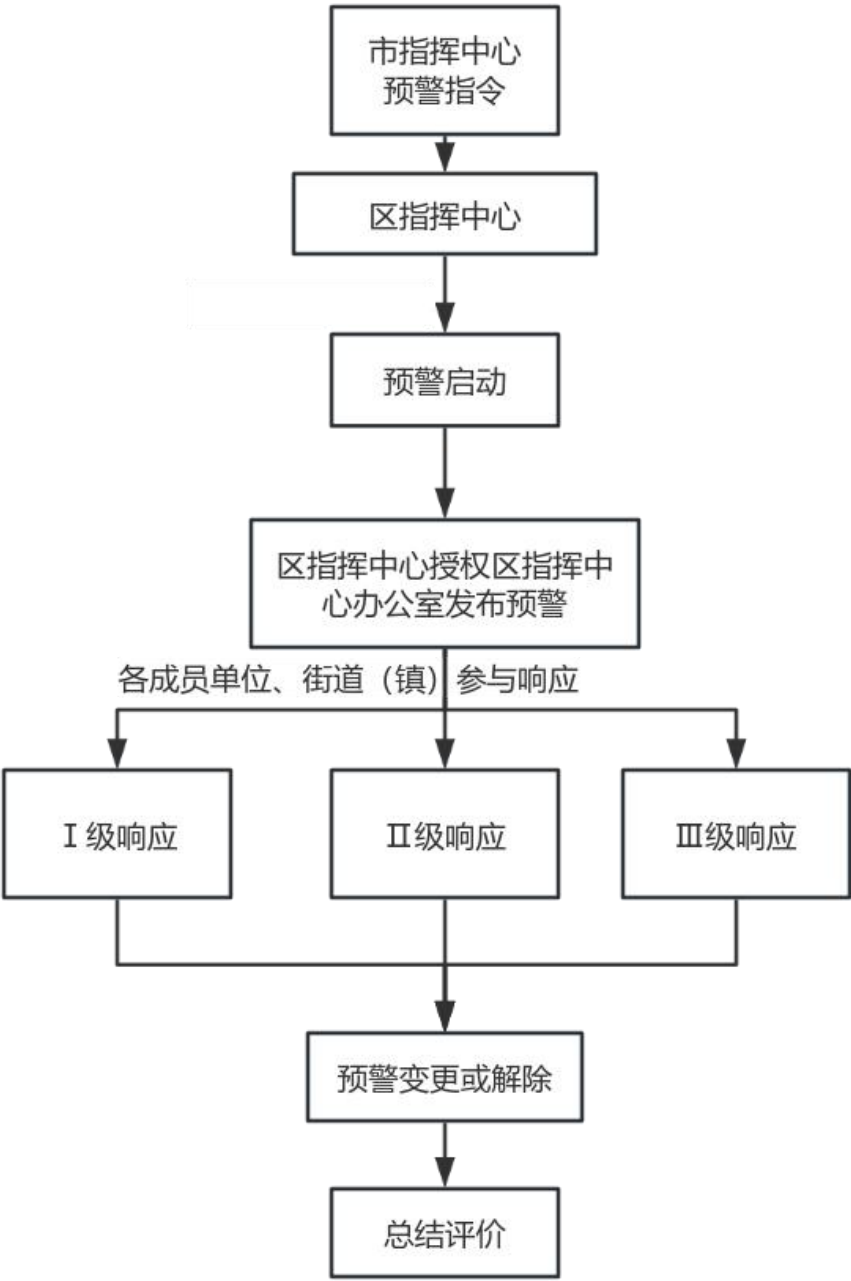 市指挥中心
预警指令
区指挥中心
预警启动
区指挥中心授权区指挥中
心办公室发布预警
各成员单位、街道（镇）参与响应
Ⅰ级响应
Ⅱ级响应
Ⅲ级响应
预警变更或解除
总结评价